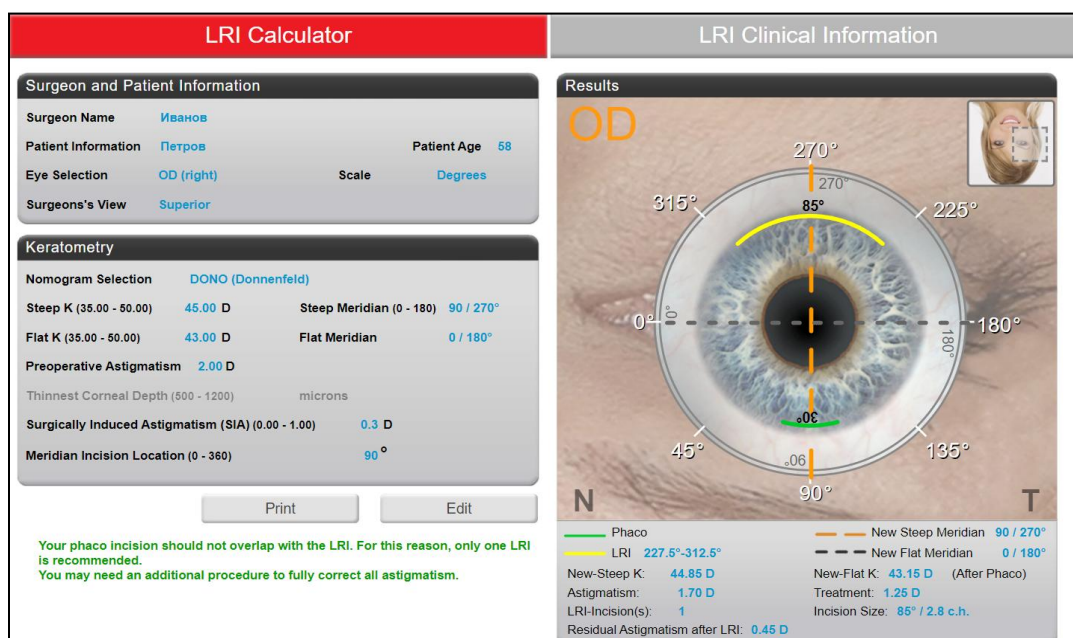 LRI Calculator
LRI Clinical Information
Surgeon and Patient Information
Surgeon Name Иванов
Patient Information Петров Patient Age 58
Eye Selection OD (right) Scale Degrees
Surgeons's View Superior
Keratometry
Nomogram Selection DONO (Donnenfeld)
Steep K (35.00 - 50.00) 45.00 D Steep Meridian (0 - 180) 90 / 270°
Flat K (35.00 - 50.00) 43.00 D Flat Meridian 0 / 180°
Preoperative Astigmatism 2.00 D
Thinnest Corneal Depth (500 - 1200) microns
Surgically Induced Astigmatism (SIA) (0.00 - 1.00) 0.3 D
Meridian Incision Location (0 - 360) 90°
Print Edit
Your phaco incision should not overlap with the LRI. For this reason, only one LRI
is recommended.
You may need an additional procedure to fully correct all astigmatism.
Results
OD
270°
270°
315° 85° 225°
0° 0° 180° 180°
30°
45° 135°
90°
90°
N T
Phaco New Steep Meridian 90 / 270°
LRI 227.5°-312.5° New Flat Meridian 0 / 180°
New-Steep K: 44.85 D New-Flat K: 43.15 D (After Phaco)
Astigmatism: 1.70 D Treatment: 1.25 D
LRI-Incision(s): 1 Incision Size: 85° / 2.8 c.h.
Residual Astigmatism after LRI: 0.45 D